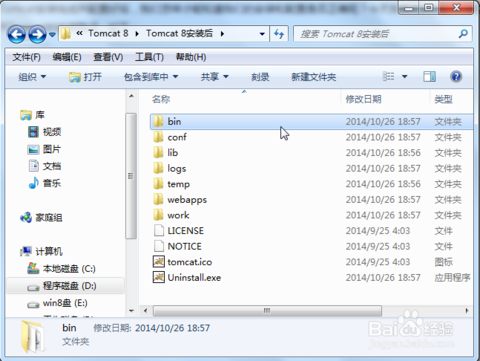 « Tomcat 8 ▸ Tomcat 8安装后 ▸
搜索 Tomcat 8安装后
文件(F) 编辑(E) 查看(V) 工具(T) 帮助(H)
组织 打开 包含到库中 共享 刻录 新建文件夹
名称 修改日期 类型
库
视频
图片
文档
音乐
家庭组
计算机
本地磁盘 (C:)
程序磁盘 (D:)
win8盘 (E:)
bin 2014/10/26 18:57 文件夹
conf 2014/10/26 18:57 文件夹
lib 2014/10/26 18:56 文件夹
logs 2014/10/26 18:57 文件夹
temp 2014/10/26 18:56 文件夹
webapps 2014/10/26 18:57 文件夹
work 2014/10/26 18:57 文件夹
LICENSE 2014/9/25 4:03 文件
NOTICE 2014/9/25 4:03 文件
tomcat.ico 2014/9/25 4:03 图标
Uninstall.exe 2014/10/26 18:57 应用程序
bin 修改日期: 2014/10/26 18:57
文件夹
Baidu经验